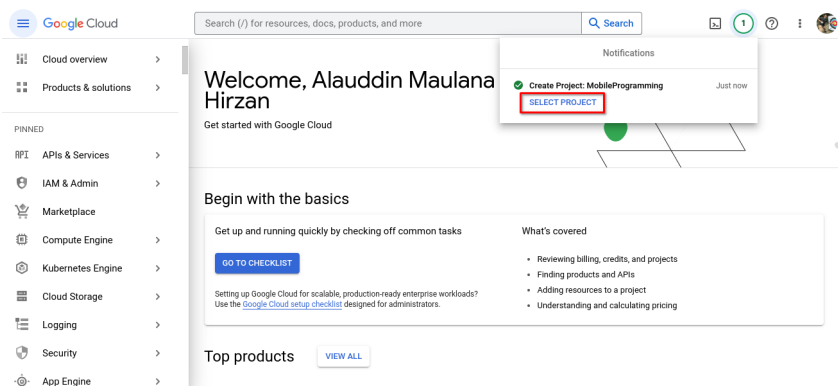 Google Cloud
Search (/) for resources, docs, products, and more
Search
1
Cloud overview
Products & solutions
PINNED
API APIs & Services
IAM & Admin
Marketplace
Compute Engine
Kubernetes Engine
Cloud Storage
Logging
Security
App Engine
Notifications
Create Project: MobileProgramming
Just now
SELECT PROJECT
Welcome, Alauddin Maulana
Hirzan
Get started with Google Cloud
Begin with the basics
Get up and running quickly by checking off common tasks
GO TO CHECKLIST
Setting up Google Cloud for scalable, production-ready enterprise workloads?
Use the Google Cloud setup checklist designed for administrators.
What's covered
• Reviewing billing, credits, and projects
• Finding products and APIs
• Adding resources to a project
• Understanding and calculating pricing
Top products
VIEW ALL